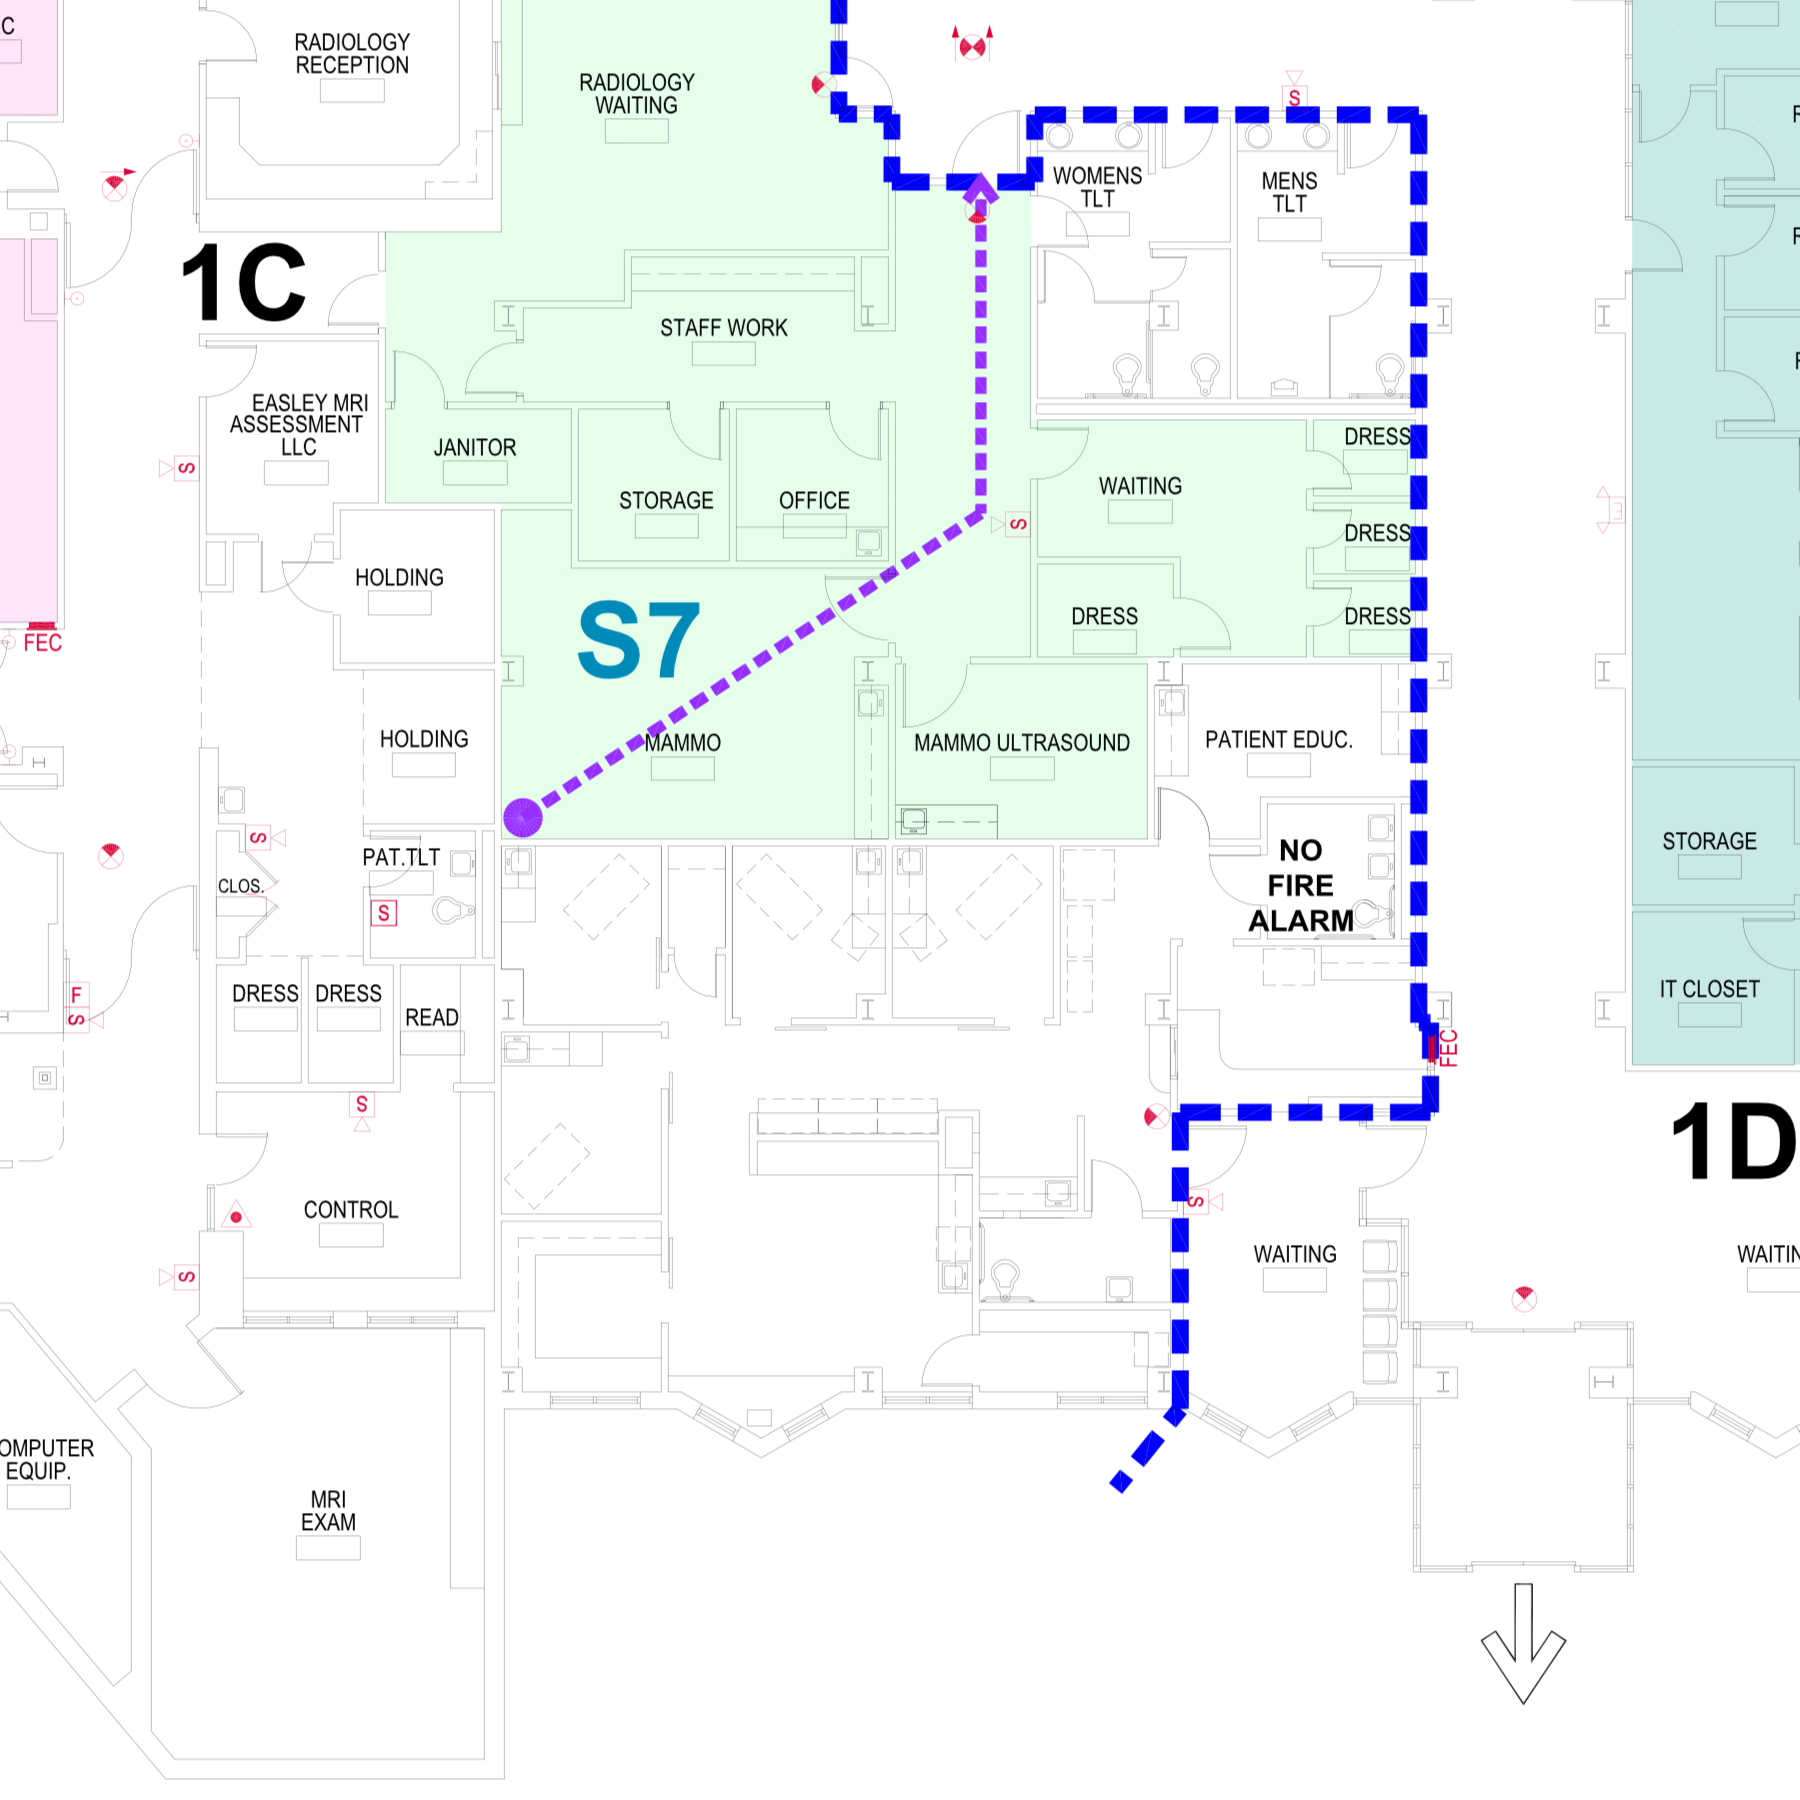 C
RADIOLOGY
RECEPTION
RADIOLOGY
WAITING
S
WOMENS
TLT
MENS
TLT
R
R
1C
STAFF WORK
EASLEY MRI
ASSESSMENT
LLC
JANITOR
STORAGE
OFFICE
WAITING
DRESS
DRESS
DRESS
DRESS
S
S
E
HOLDING
S7
FEC
HOLDING
MAMMO
MAMMO ULTRASOUND
PATIENT EDUC.
S
PAT.TLT
CLOS.
S
NO
FIRE
ALARM
STORAGE
IT CLOSET
F
S
DRESS
DRESS
READ
FEC
S
1D
CONTROL
S
S
WAITING
WAITIN
OMPUTER
EQUIP.
MRI
EXAM